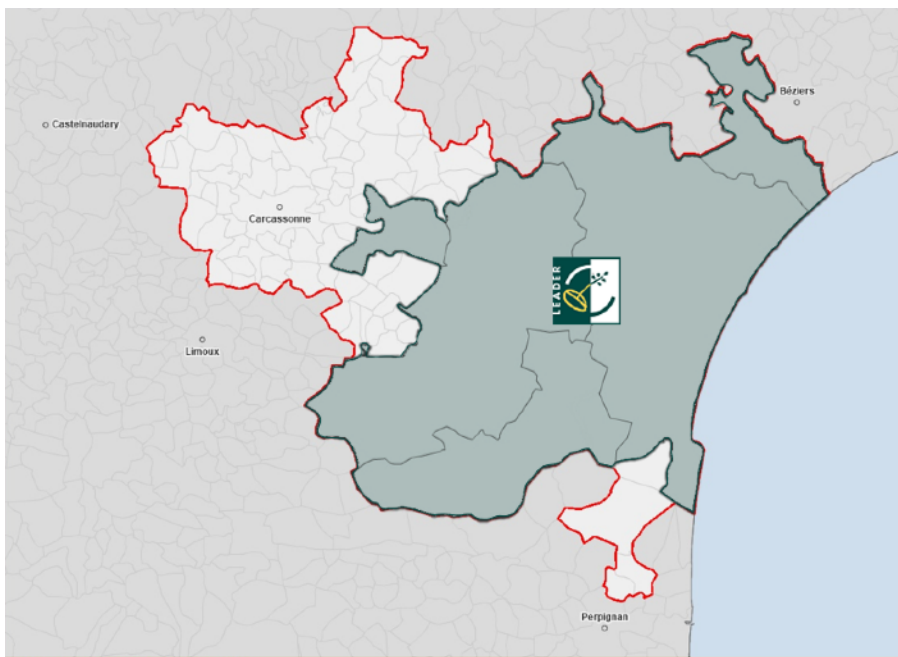 Béziers
Castelnaudary
Carcassonne
LEADER
Limoux
Perpignan